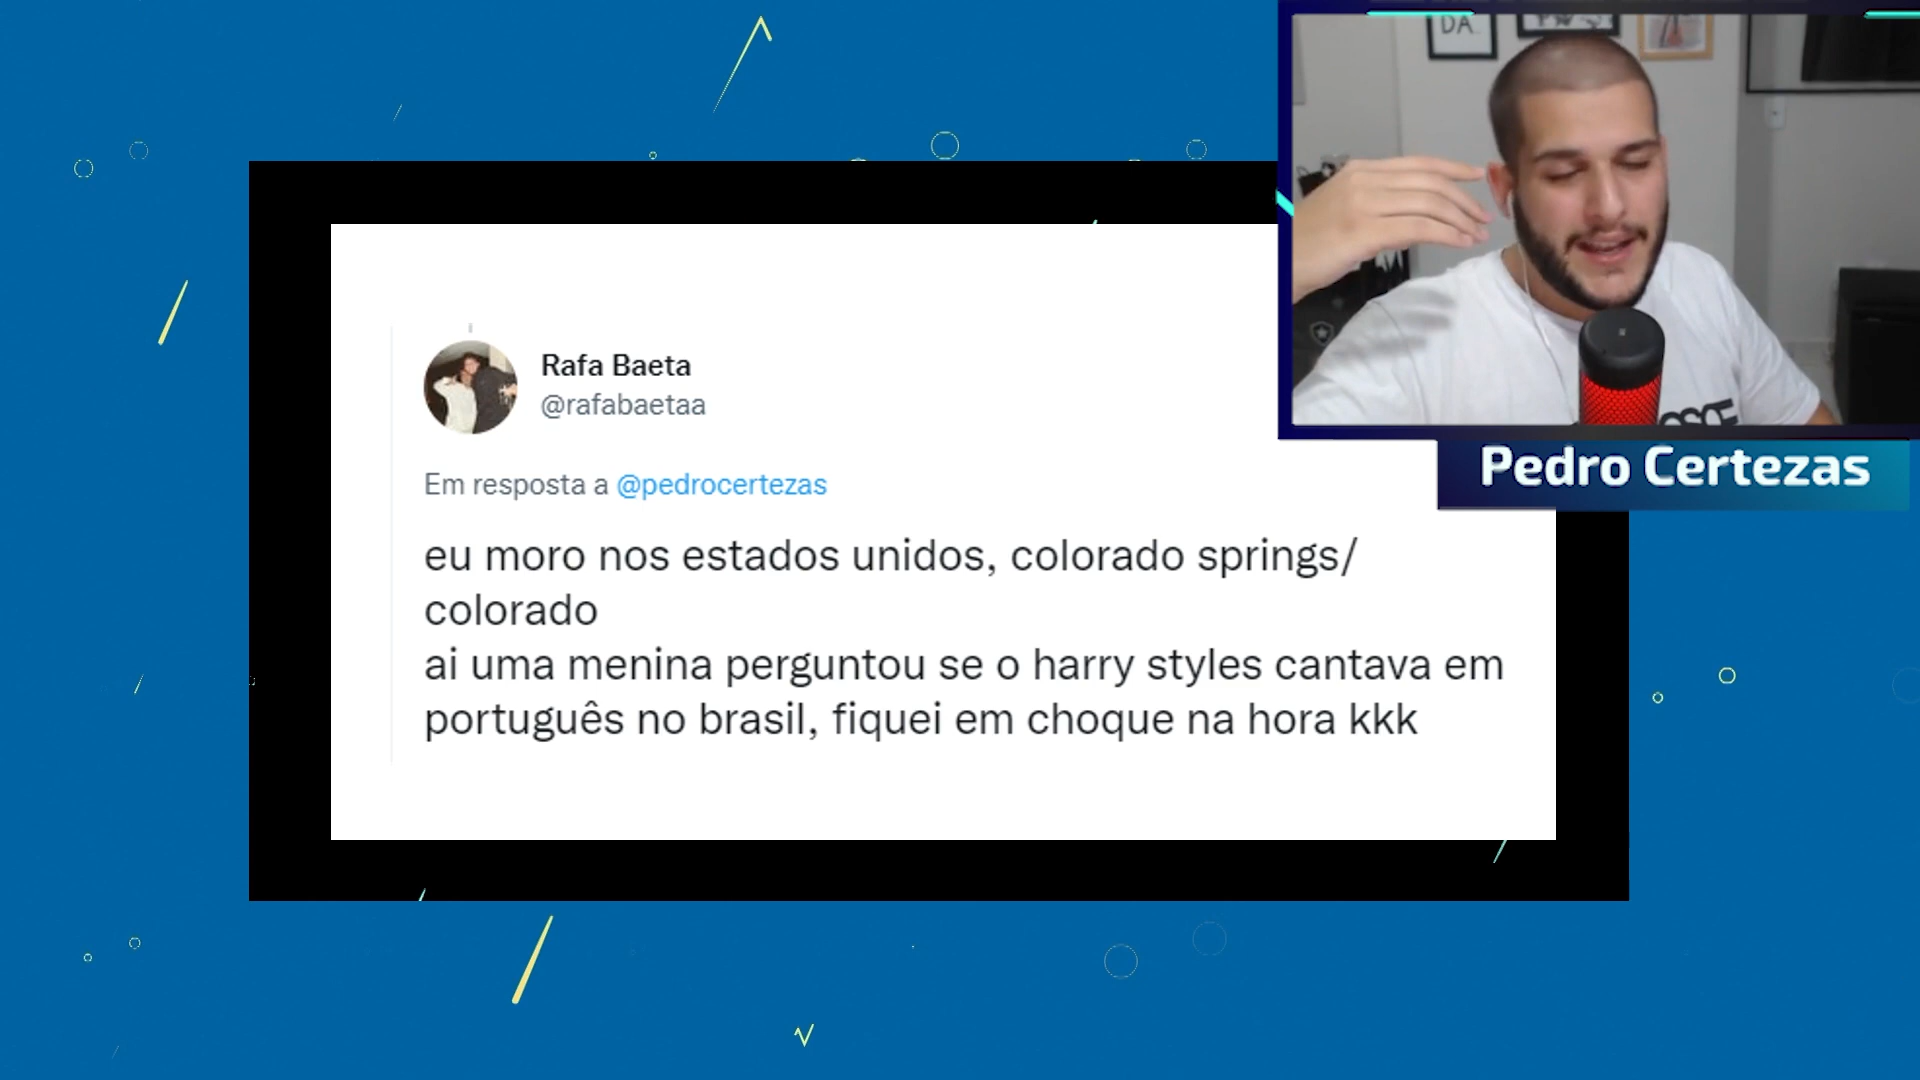 DA
Rafa Baeta
@rafabaetaa
Pedro Certezas
Em resposta a @pedrocertezas
eu moro nos estados unidos, colorado springs/
colorado
ai uma menina perguntou se o harry styles cantava em
português no brasil, fiquei em choque na hora kkk